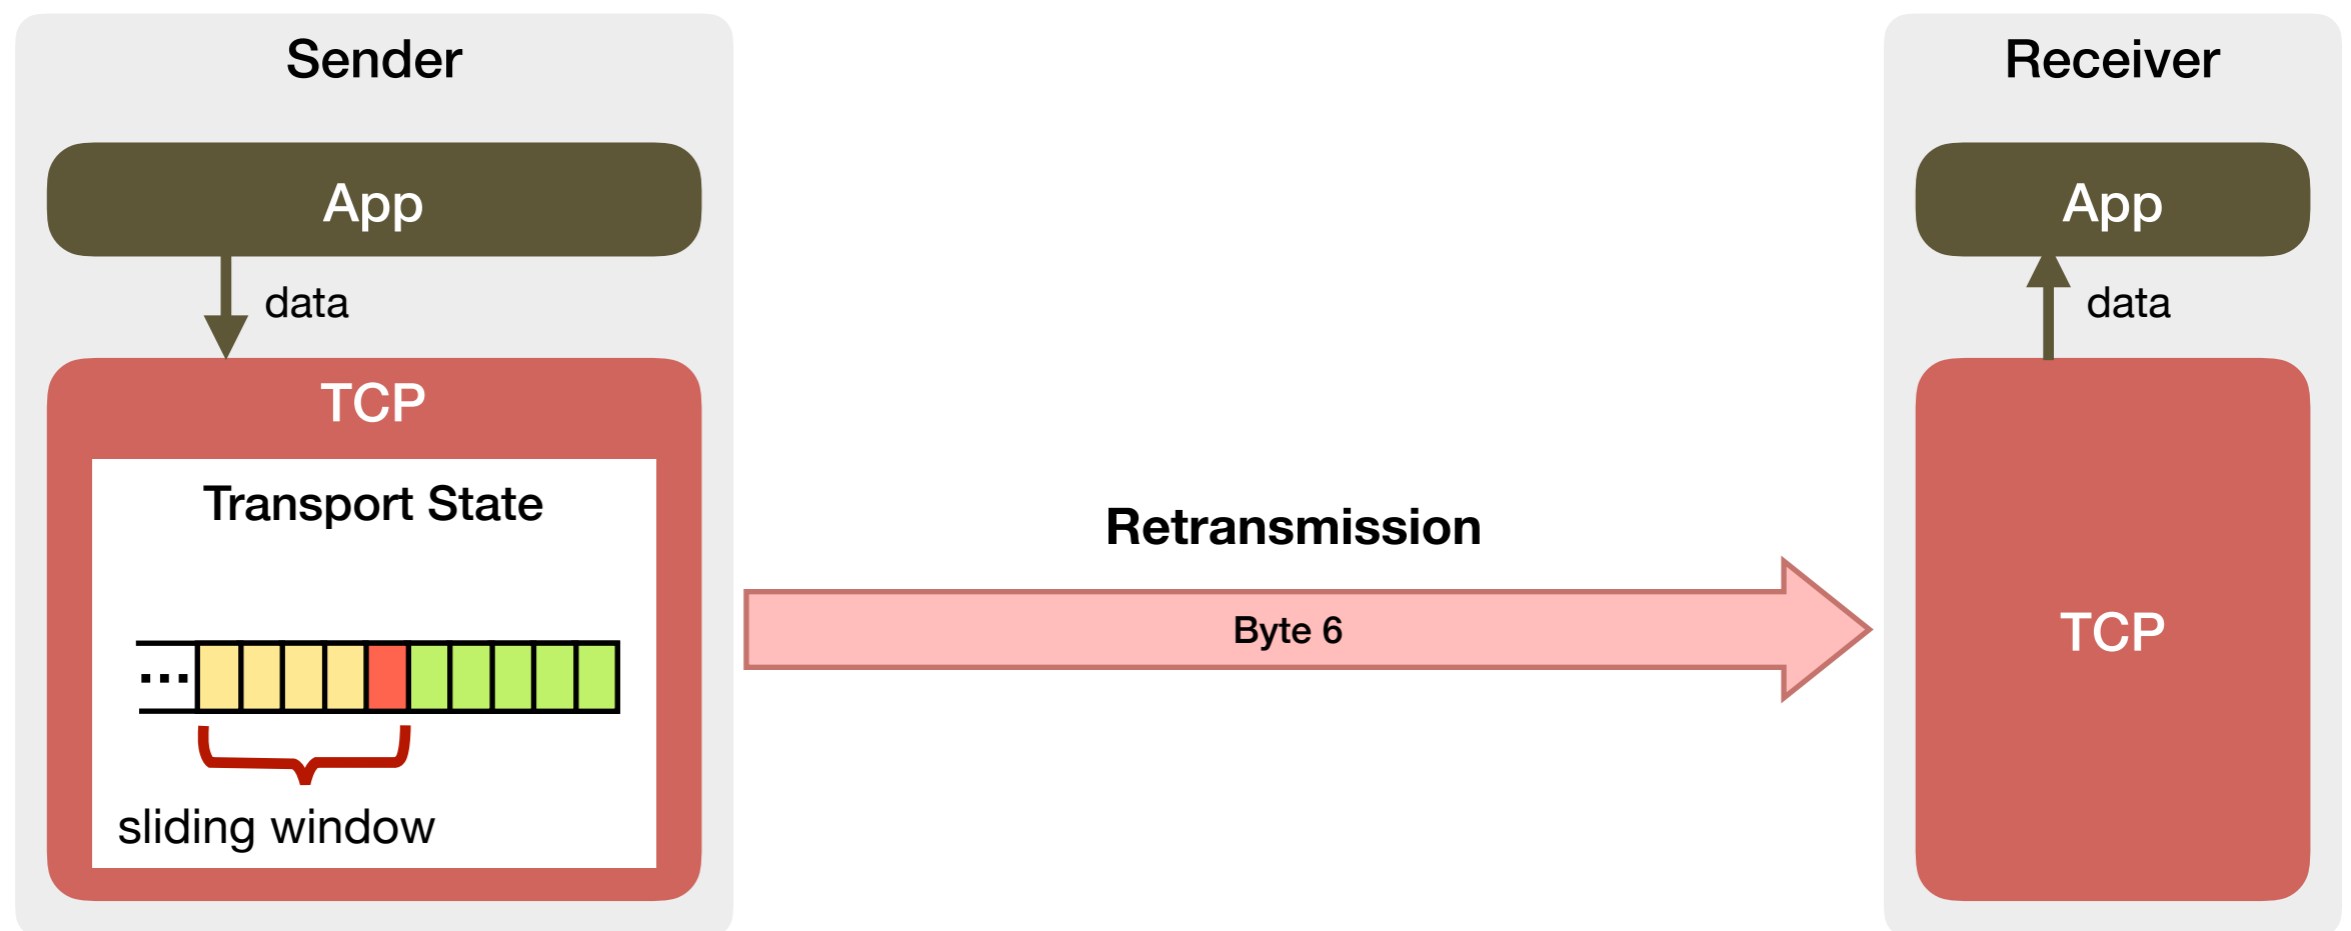 Sender
App
data
TCP
Transport State
...
sliding window
Retransmission
Byte 6
Receiver
App
data
TCP